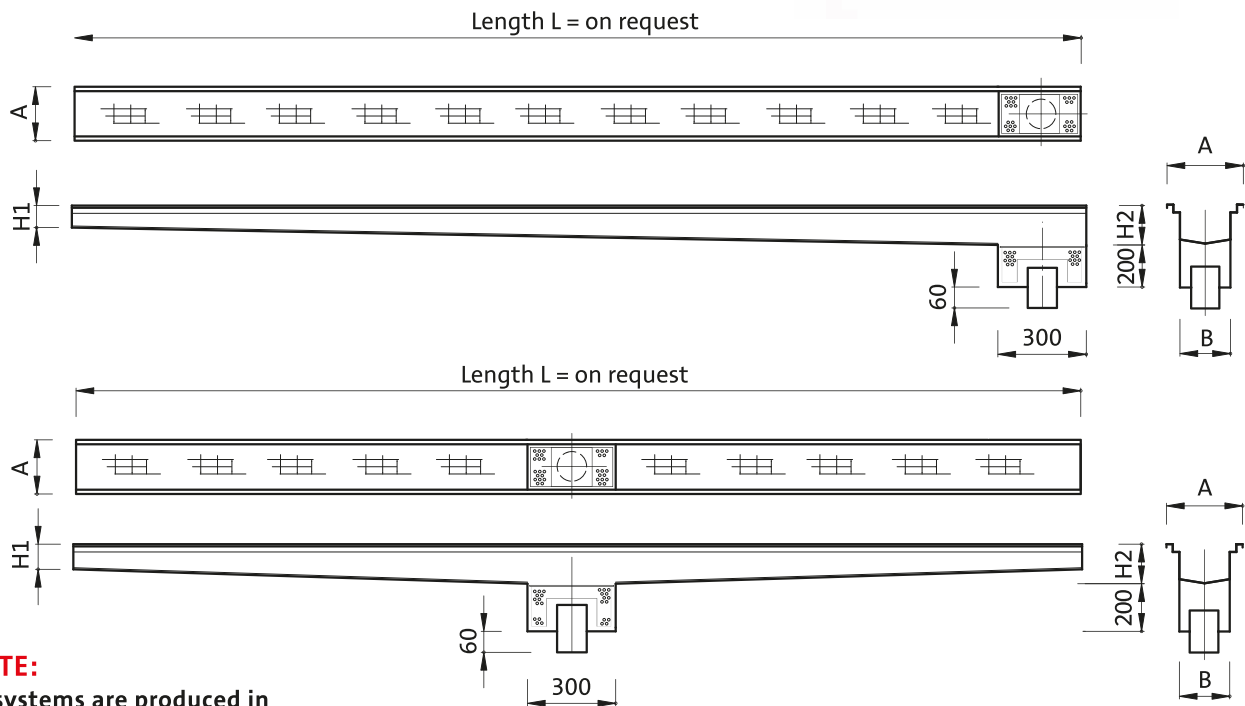 Length L = on request
A
A
H1
H2
200
60
300
B
Length L = on request
A
A
H1
H2
200
60
300
B
TE:
systems are produced in